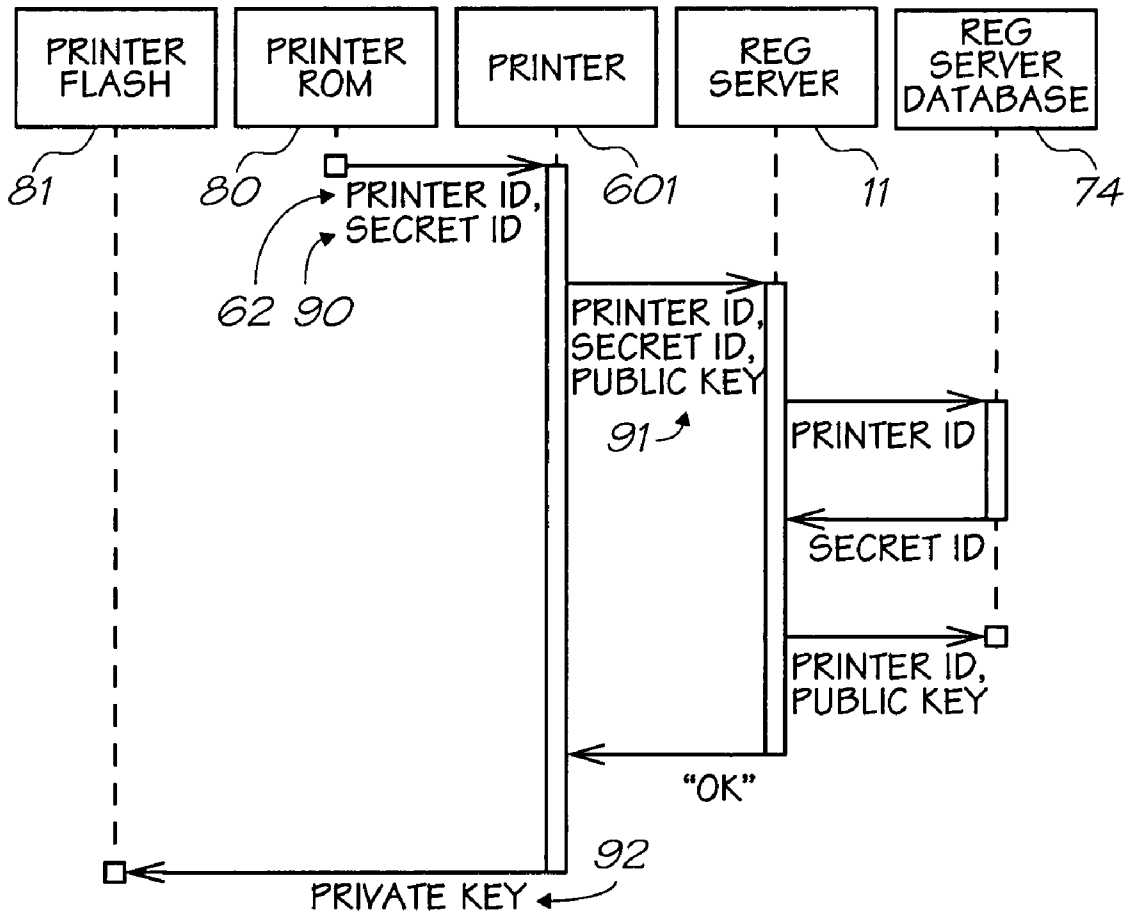 PRINTER
FLASH
PRINTER
ROM
PRINTER
REG
SERVER
REG
SERVER
DATABASE
81
80
601
11
74
PRINTER ID,
SECRET ID
62 90
PRINTER ID,
SECRET ID,
PUBLIC KEY
91
PRINTER ID
SECRET ID
PRINTER ID,
PUBLIC KEY
“OK”
92
PRIVATE KEY